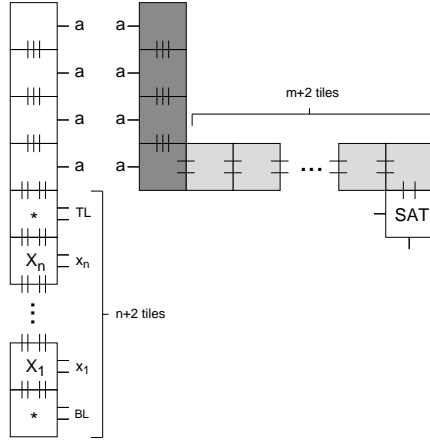 a a
a a
m+2 tiles
a a
a a
...
* TL
SAT
Xn xn
...
n+2 tiles
X1 x1
* BL